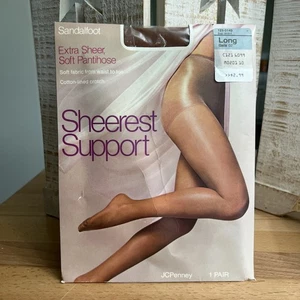 Sandalfoot
Extra Sheer,
Soft Pantihose
Soft fabric from waist to toe
Cotton-lined crotch
Long
Sheerest
Support
JCPenney
1 PAIR